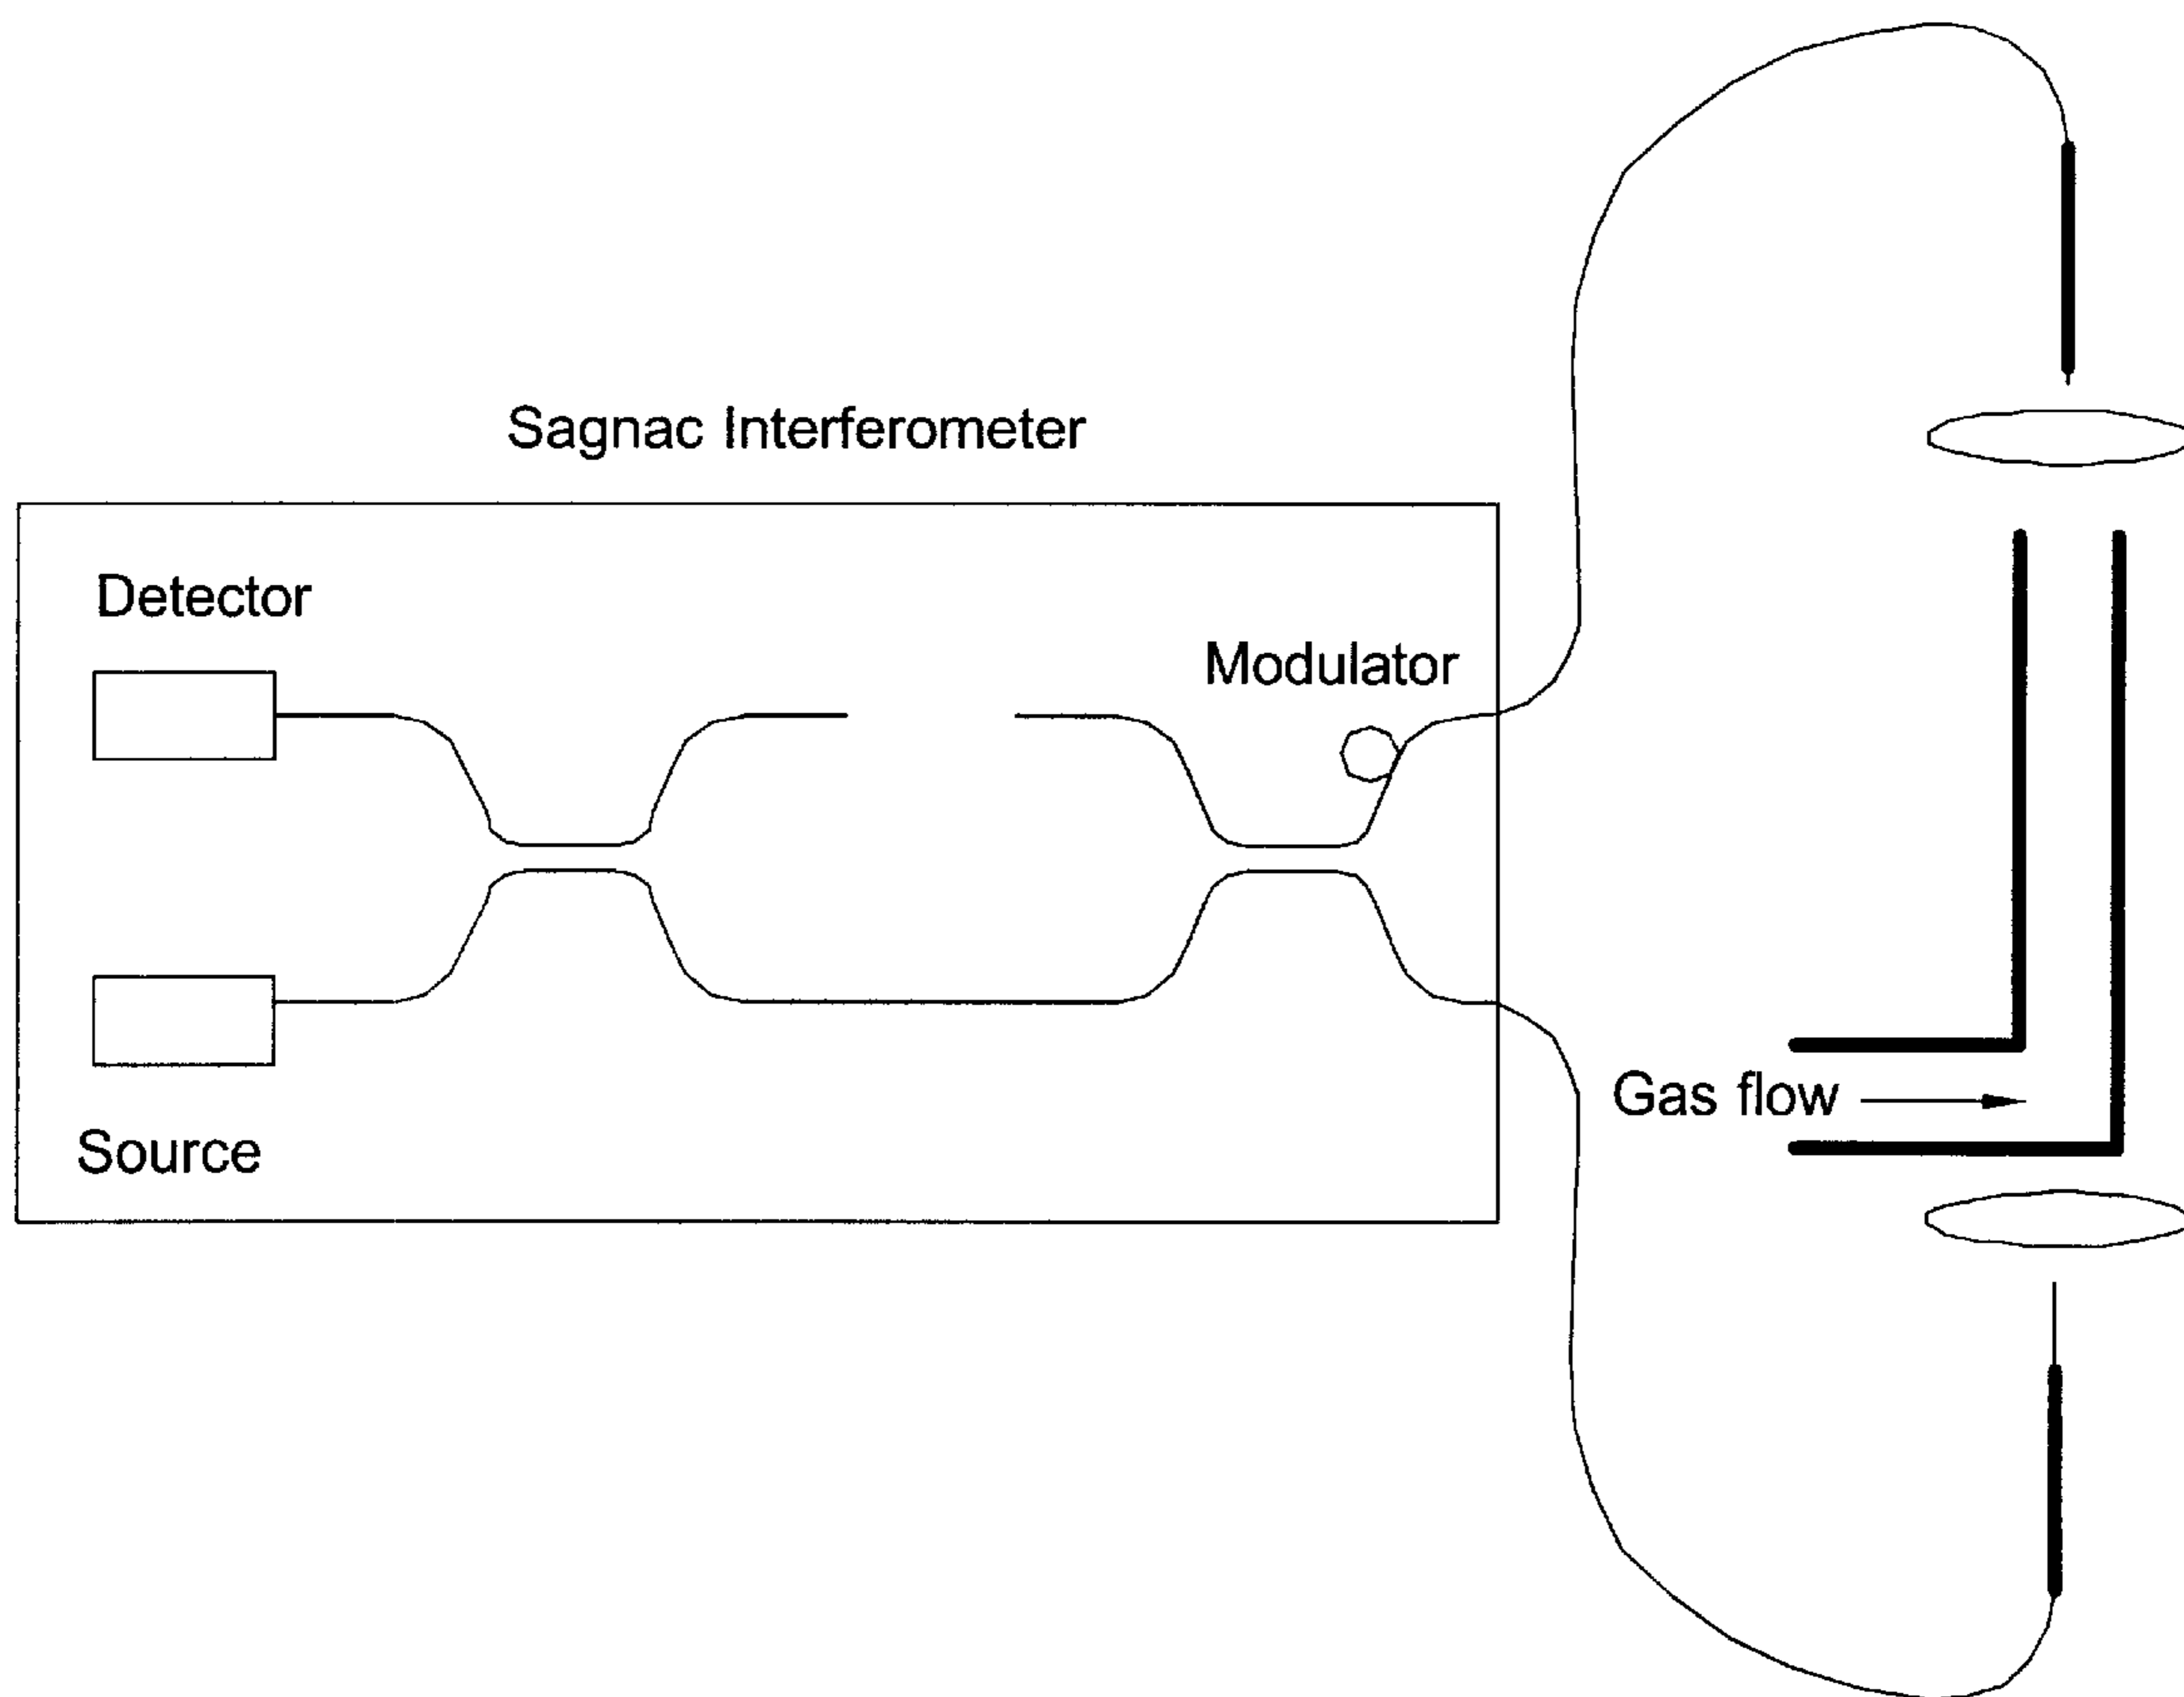 Sagnac Interferometer
Detector
Modulator
Gas flow
Source